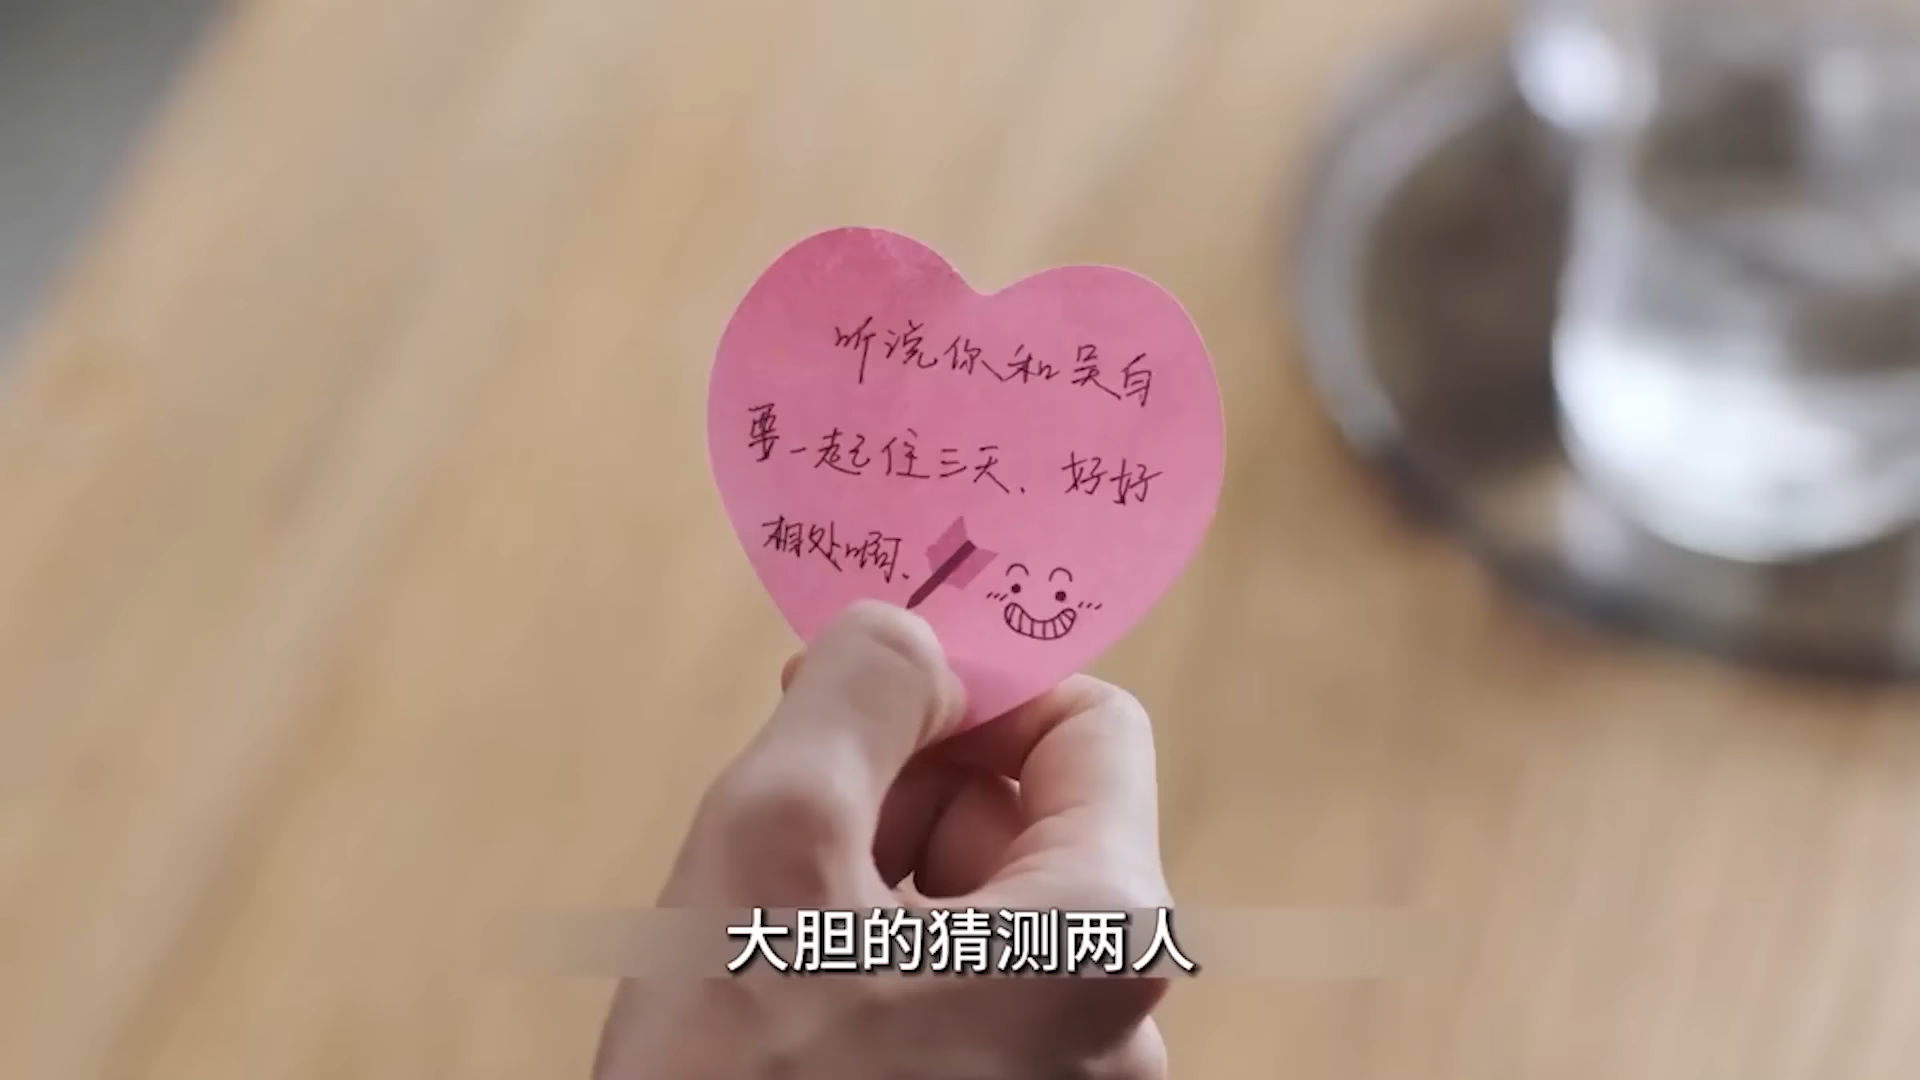 听说你和吴白
要一起住三天、好好
相处啊、
大胆的猜测两人